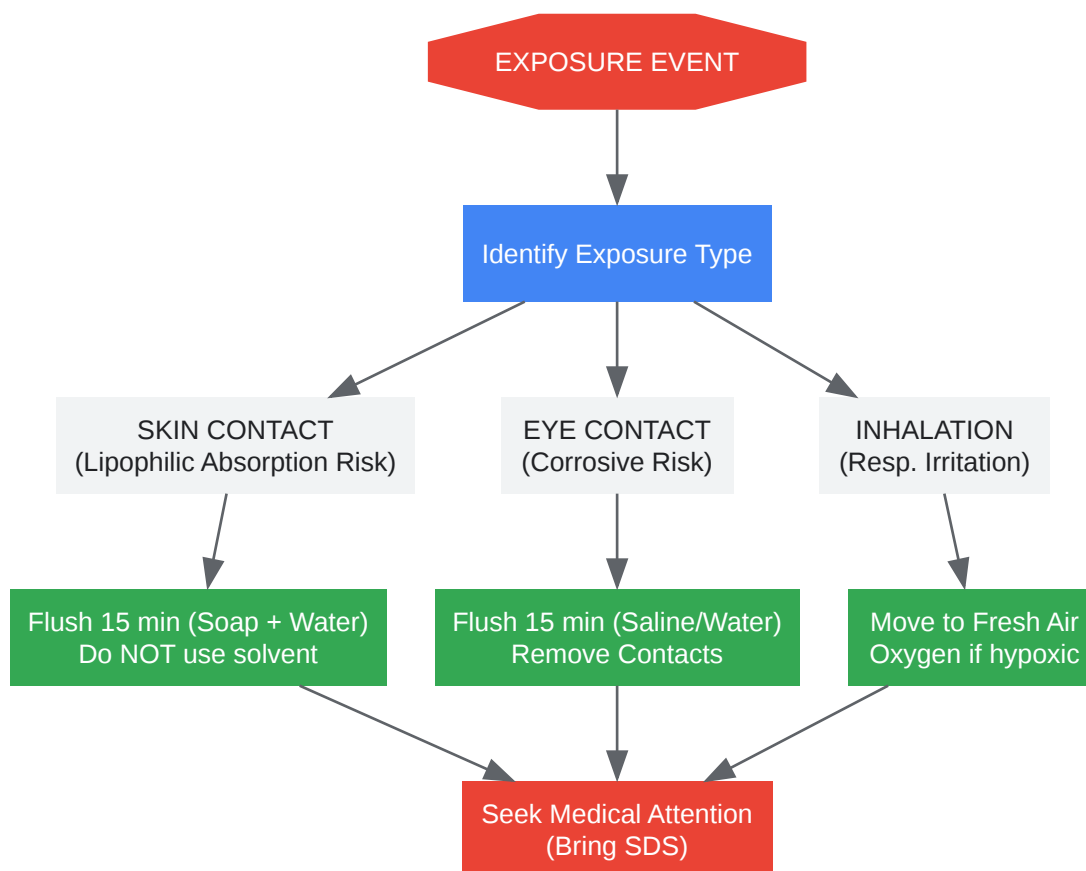 EXPOSURE EVENT
Identify Exposure Type
SKIN CONTACT
(Lipophilic Absorption Risk)
EYE CONTACT
(Corrosive Risk)
INHALATION
(Resp. Irritation)
Flush 15 min (Soap + Water)
Do NOT use solvent
Flush 15 min (Saline/Water)
Remove Contacts
Move to Fresh Air
Oxygen if hypoxic
Seek Medical Attention
(Bring SDS)